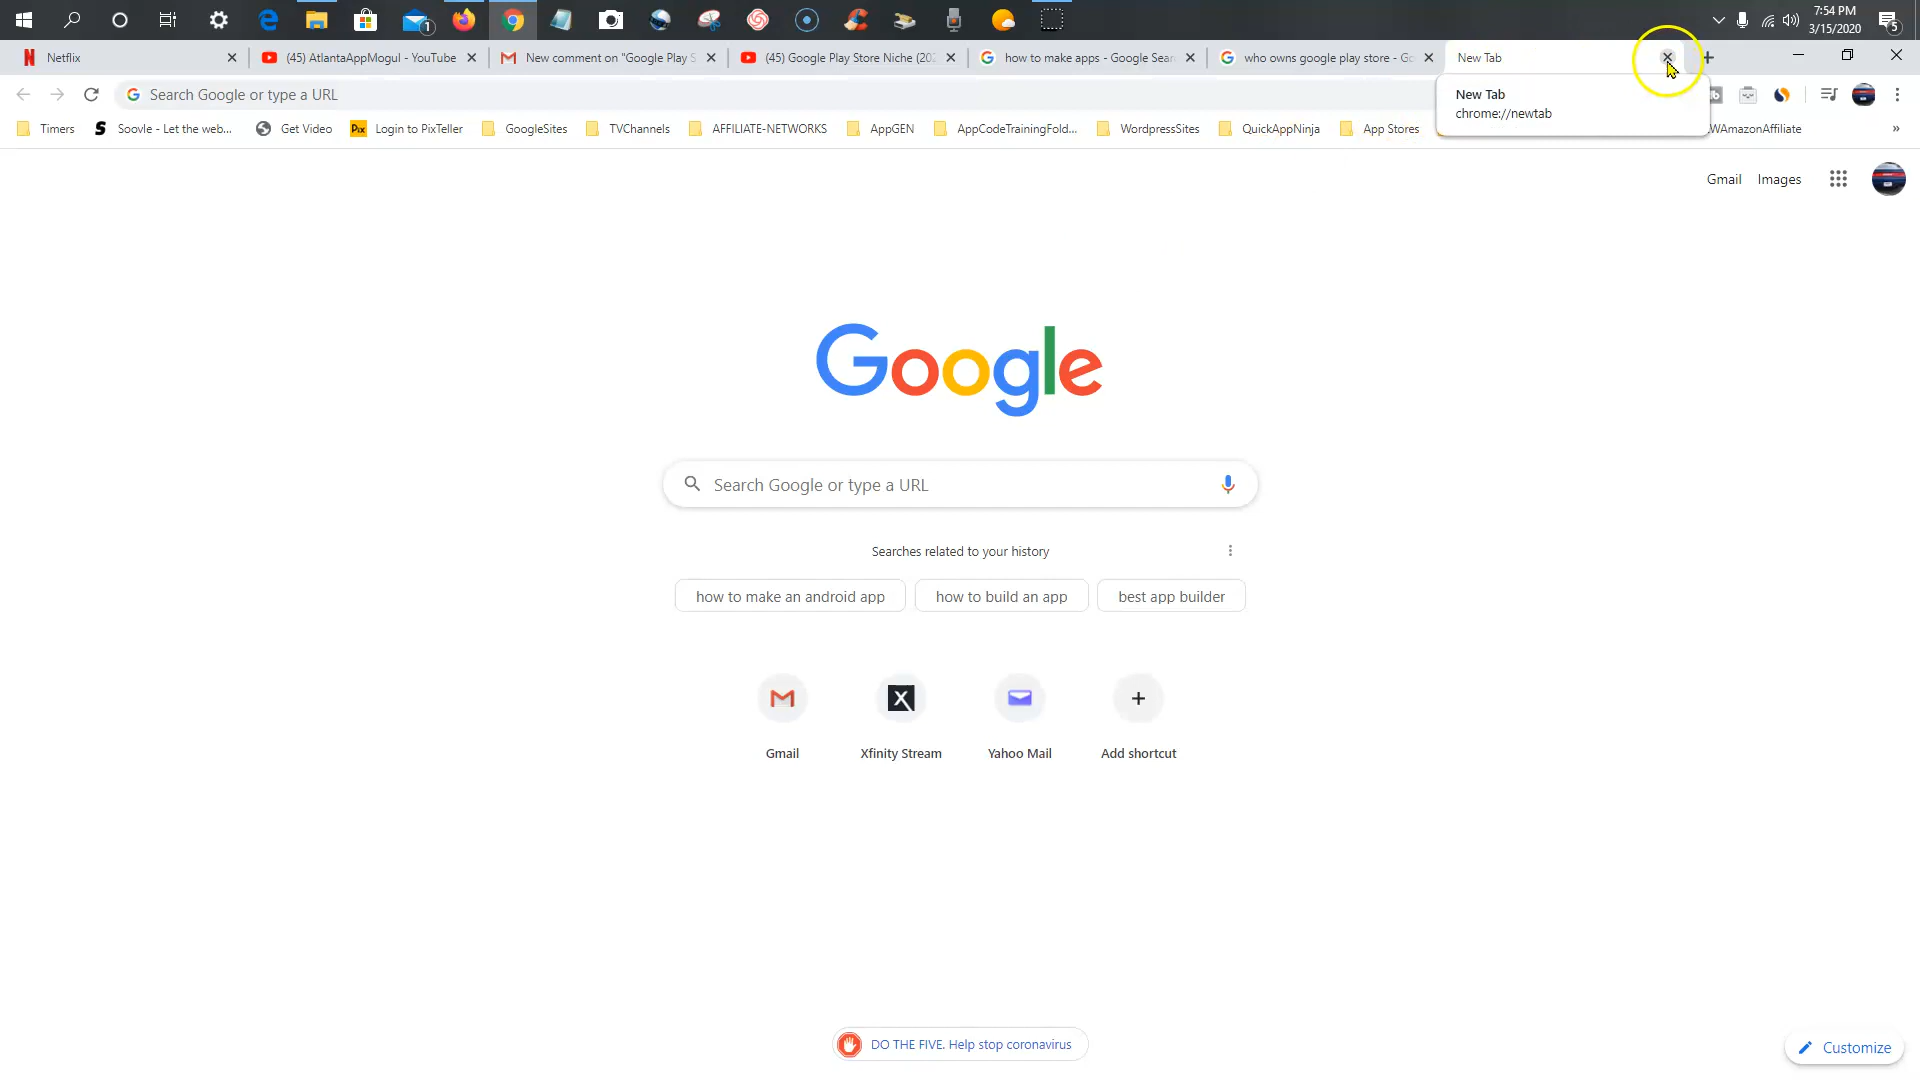 1
7:54 PM
3/15/2020
5
Netflix
(45) AtlantaAppMogul - YouTube
New comment on "Google Play S
(45) Google Play Store Niche (202
how to make apps - Google Sear
who owns google play store - Go
New Tab
Search Google or type a URL
New Tab
chrome://newtab
Timers
Soovle - Let the web...
Get Video
Pix
Login to PixTeller
GoogleSites
TVChannels
AFFILIATE-NETWORKS
AppGEN
AppCodeTrainingFold...
WordpressSites
QuickAppNinja
App Stores
WAmazonAffiliate
»
Gmail
Images
Google
Search Google or type a URL
Searches related to your history
how to make an android app
how to build an app
best app builder
Gmail
Xfinity Stream
Yahoo Mail
Add shortcut
DO THE FIVE. Help stop coronavirus
Customize